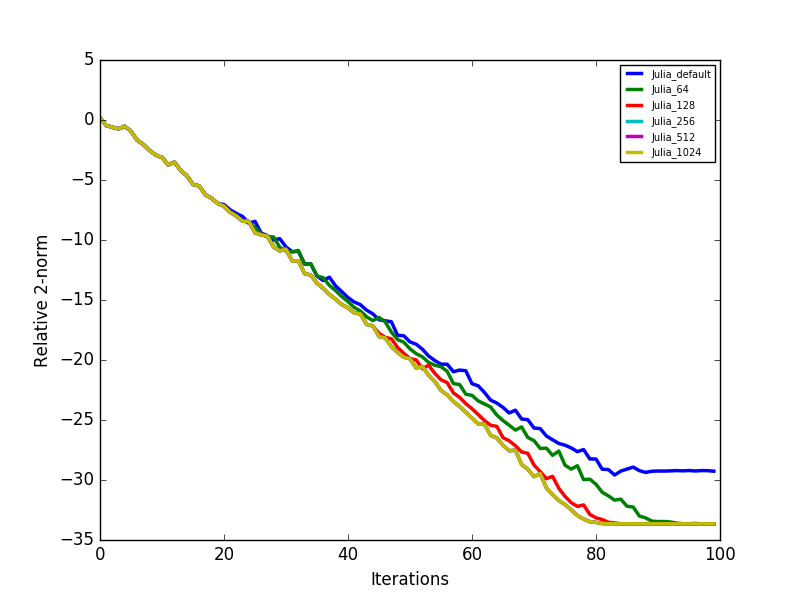 5
0
−5
−10
−15
−20
−25
−30
−35
Relative 2-norm
0 20 40 60 80 100
Iterations
Julia_default
Julia_64
Julia_128
Julia_256
Julia_512
Julia_1024